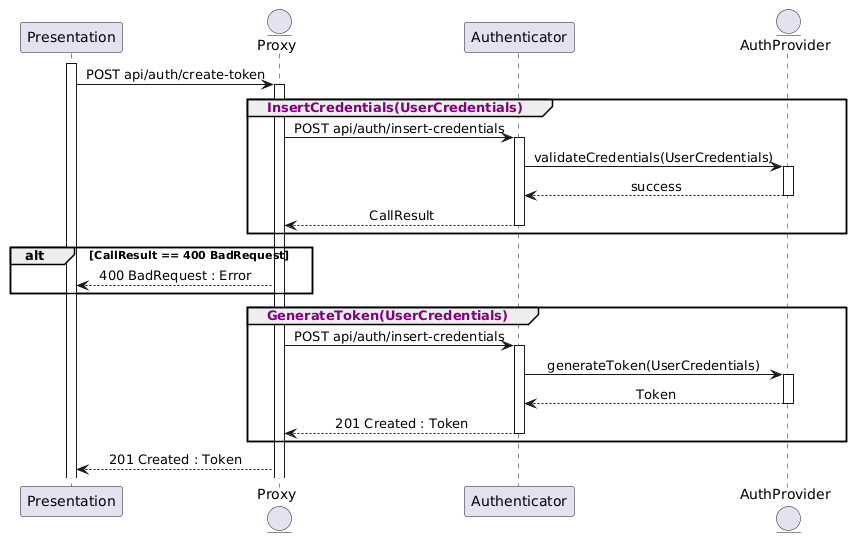 Presentation
Proxy
Authenticator
AuthProvider
POST api/auth/create-token
InsertCredentials(UserCredentials)
POST api/auth/insert-credentials
validateCredentials(UserCredentials)
success
CallResult
alt [CallResult == 400 BadRequest]
400 BadRequest : Error
GenerateToken(UserCredentials)
POST api/auth/insert-credentials
generateToken(UserCredentials)
Token
201 Created : Token
201 Created : Token
Presentation
Proxy
Authenticator
AuthProvider